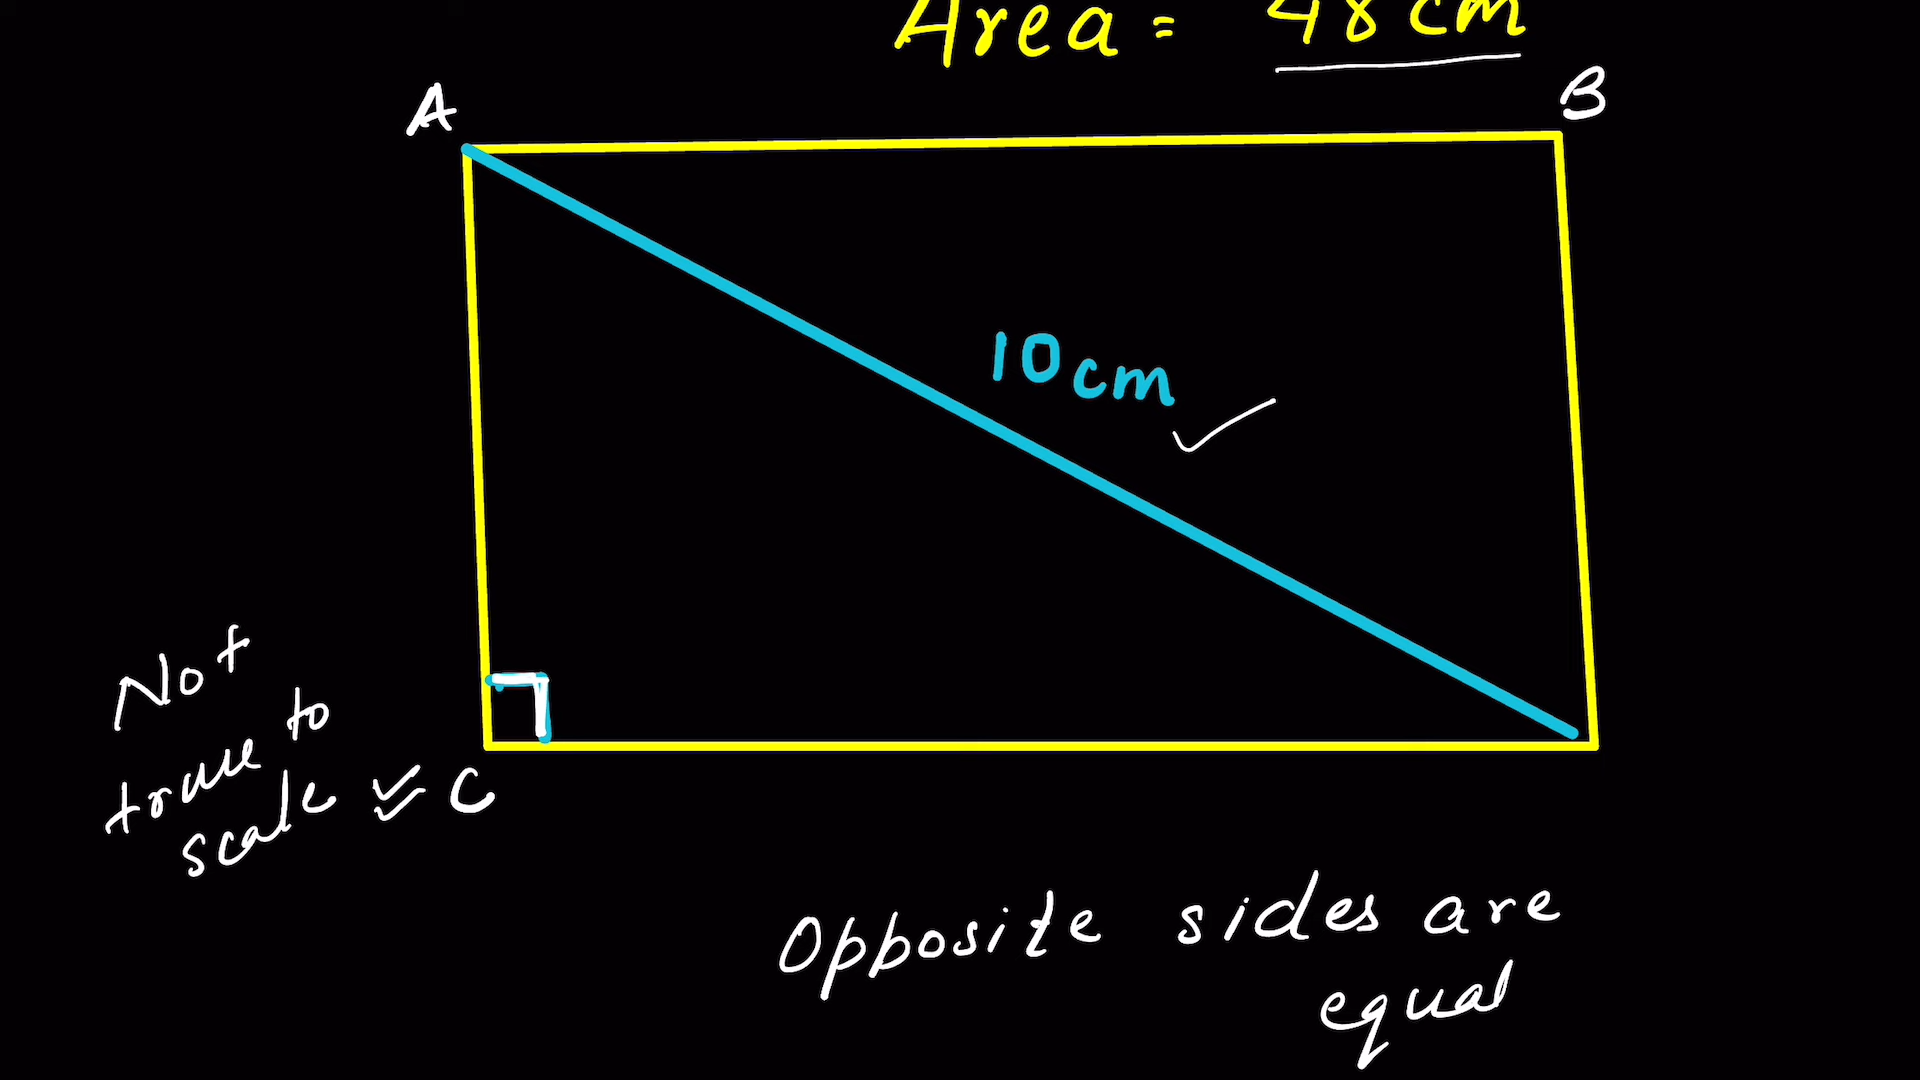 Area = 48 cm
A
B
10cm
Not
true to
scale
C
Opposite sides are
equal